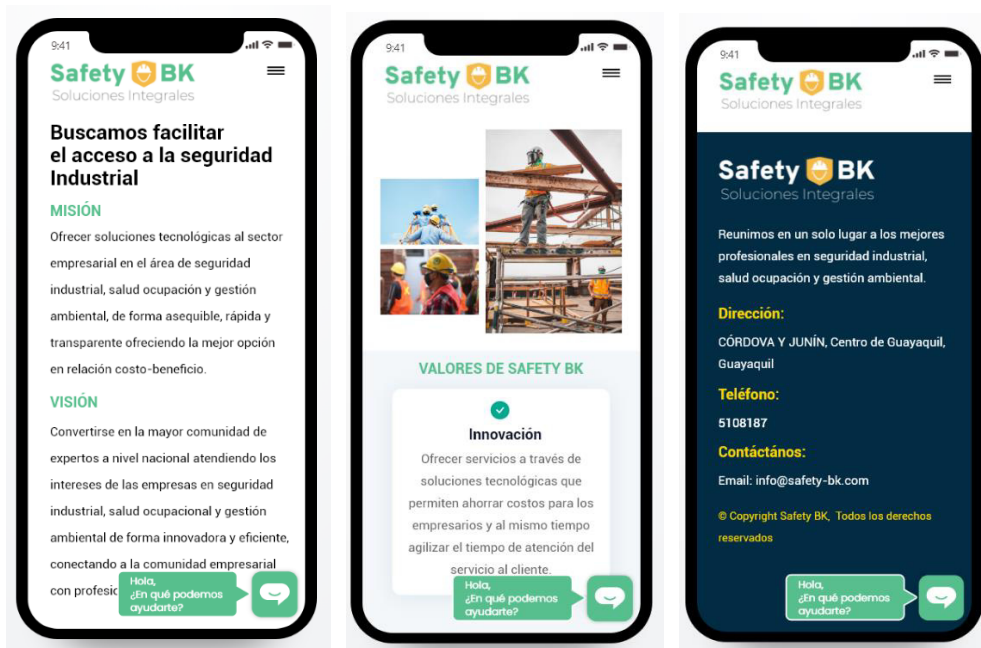 9:41
Safety BK
Soluciones Integrales
Buscamos facilitar
el acceso a la seguridad
Industrial
MISIÓN
Ofrecer soluciones tecnológicas al sector
empresarial en el área de seguridad
industrial, salud ocupación y gestión
ambiental, de forma asequible, rápida y
transparente ofreciendo la mejor opción
en relación costo-beneficio.
VISIÓN
Convertirse en la mayor comunidad de
expertos a nivel nacional atendiendo los
intereses de las empresas en seguridad
industrial, salud ocupacional y gestión
ambiental de forma innovadora y eficiente,
conectando a la comunidad empresarial
con
Hola,
¿En qué podemos
ayudarte?
9:41
Safety BK
Soluciones Integrales
VALORES DE SAFETY BK
Innovación
Ofrecer servicios a través de
soluciones tecnológicas que
permiten ahorrar costos para los
empresarios y al mismo tiempo
agilizar el tiempo de atención del
servicio al cliente.
Hola,
¿En qué podemos
ayudarte?
9:41
Safety BK
Soluciones Integrales
Safety BK
Soluciones Integrales
Reunimos en un solo lugar a los mejores
profesionales en seguridad industrial,
salud ocupación y gestión ambiental.
Dirección:
CÓRDOVA Y JUNÍN, Centro de Guayaquil,
Guayaquil
Teléfono:
5108187
Contáctános:
Email: info@safety-bk.com
© Copyright Safety BK, Todos los derechos
reservados
Hola,
¿En qué podemos
ayudarte?